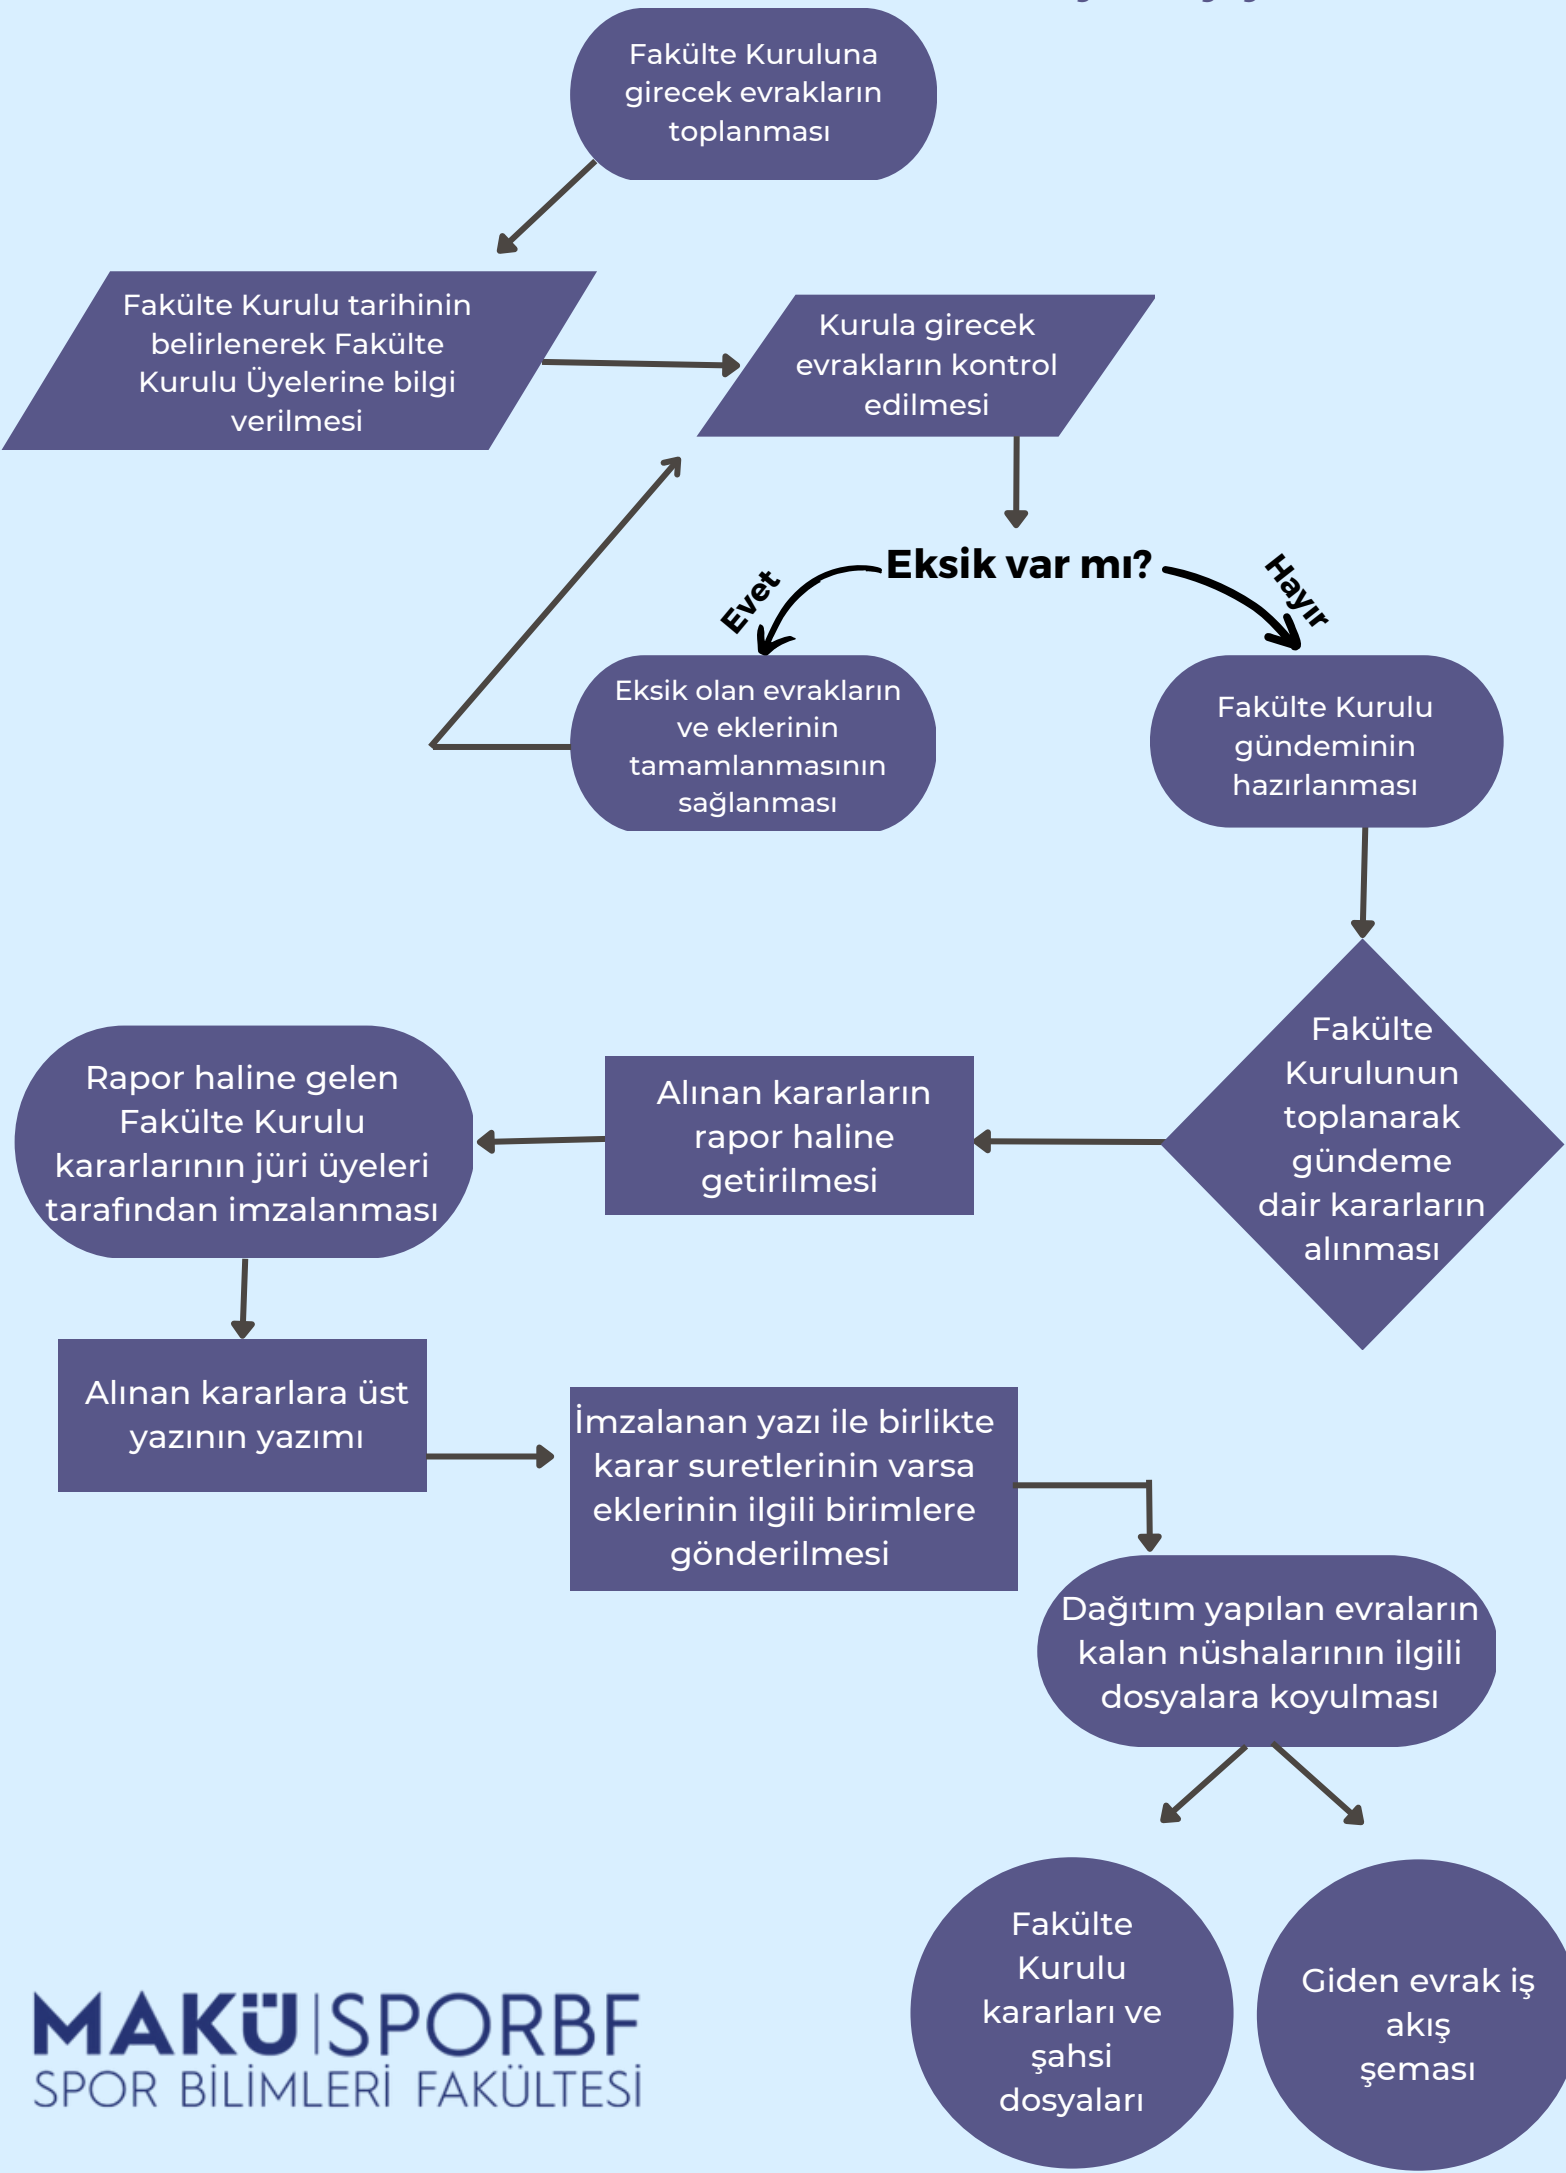 Fakülte Kuruluna
girecek evrakların
toplanması
Fakülte Kurulu tarihinin
belirlenerek Fakülte
Kurulu Üyelerine bilgi
verilmesi
Kurula girecek
evrakların kontrol
edilmesi
Eksik var mı?
Evet
Hayır
Eksik olan evrakların
ve eklerinin
tamamlanmasının
sağlanması
Fakülte Kurulu
gündeminin
hazırlanması
Fakülte
Kurulunun
toplanarak
gündeme
dair kararların
alınması
Alınan kararların
rapor haline
getirilmesi
Rapor haline gelen
Fakülte Kurulu
kararlarının jüri üyeleri
tarafından imzalanması
Alınan kararlara üst
yazının yazımı
İmzalanan yazı ile birlikte
karar suretlerinin varsa
eklerinin ilgili birimlere
gönderilmesi
Dağıtım yapılan evraların
kalan nüshalarının ilgili
dosyalara koyulması
Fakülte
Kurulu
kararları ve
şahsi
dosyaları
Giden evrak iş
akış
şeması
MAKÜ|SPORBF
SPOR BİLİMLERİ FAKÜLTESİ